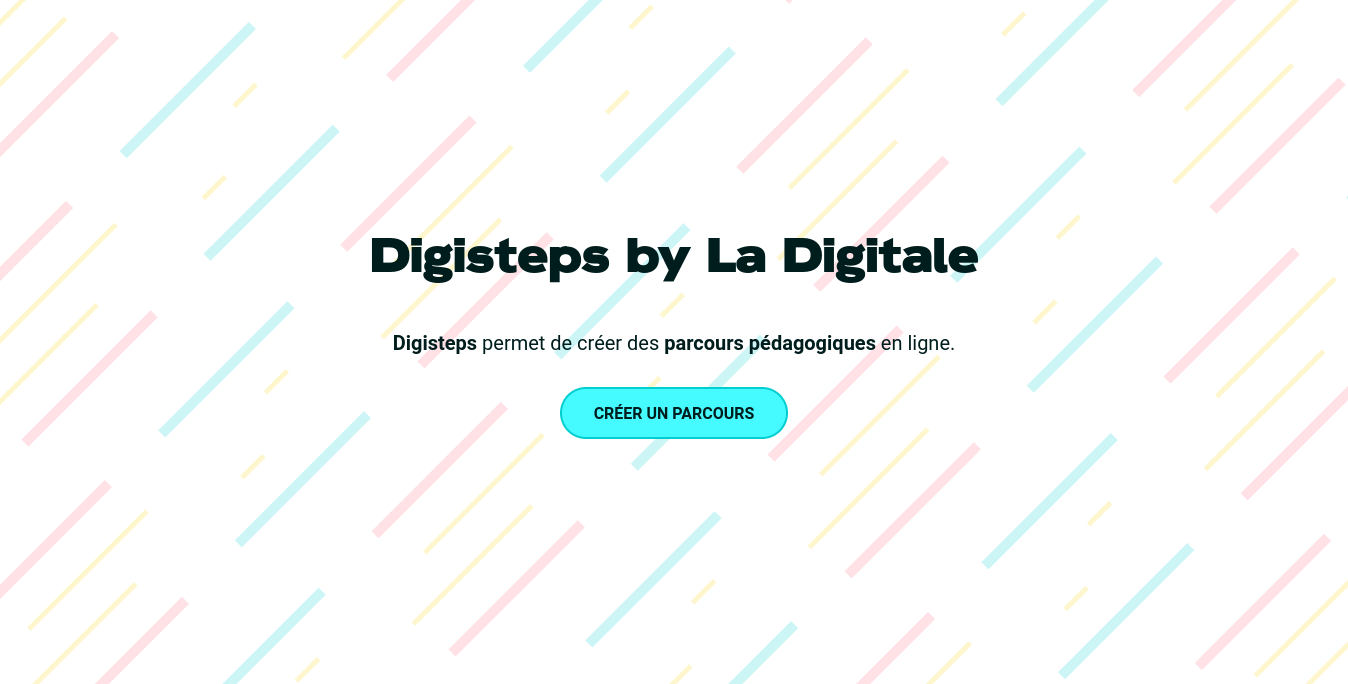 Digisteps by La Digitale
Digisteps permet de créer des parcours pédagogiques en ligne.
CRÉER UN PARCOURS